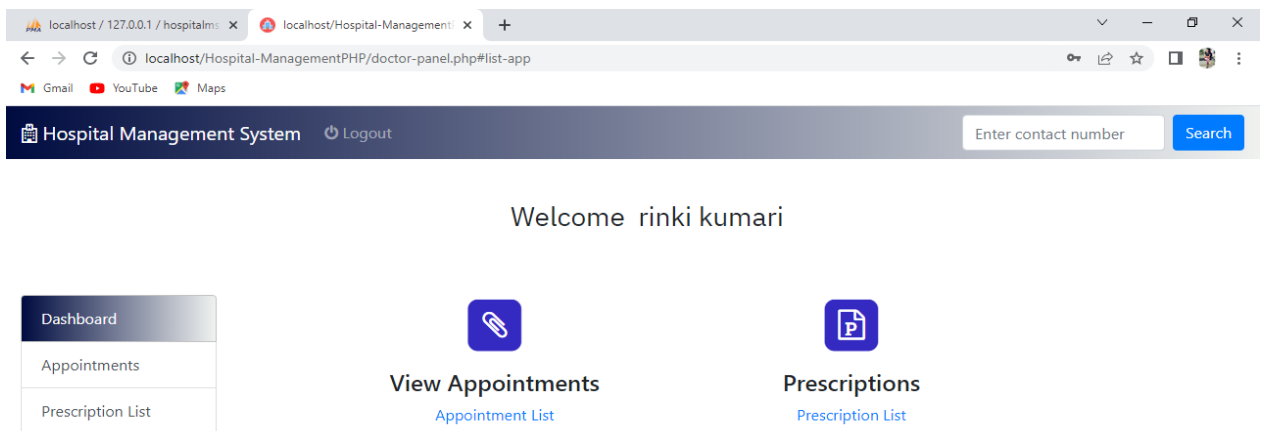 localhost / 127.0.0.1 / hospitalms
localhost/Hospital-Management
localhost/Hospital-ManagementPHP/doctor-panel.php#list-app
Gmail YouTube Maps
Hospital Management System Logout Enter contact number Search
Welcome rinki kumari
Dashboard
Appointments
Prescription List
View Appointments
Appointment List
P
Prescriptions
Prescription List